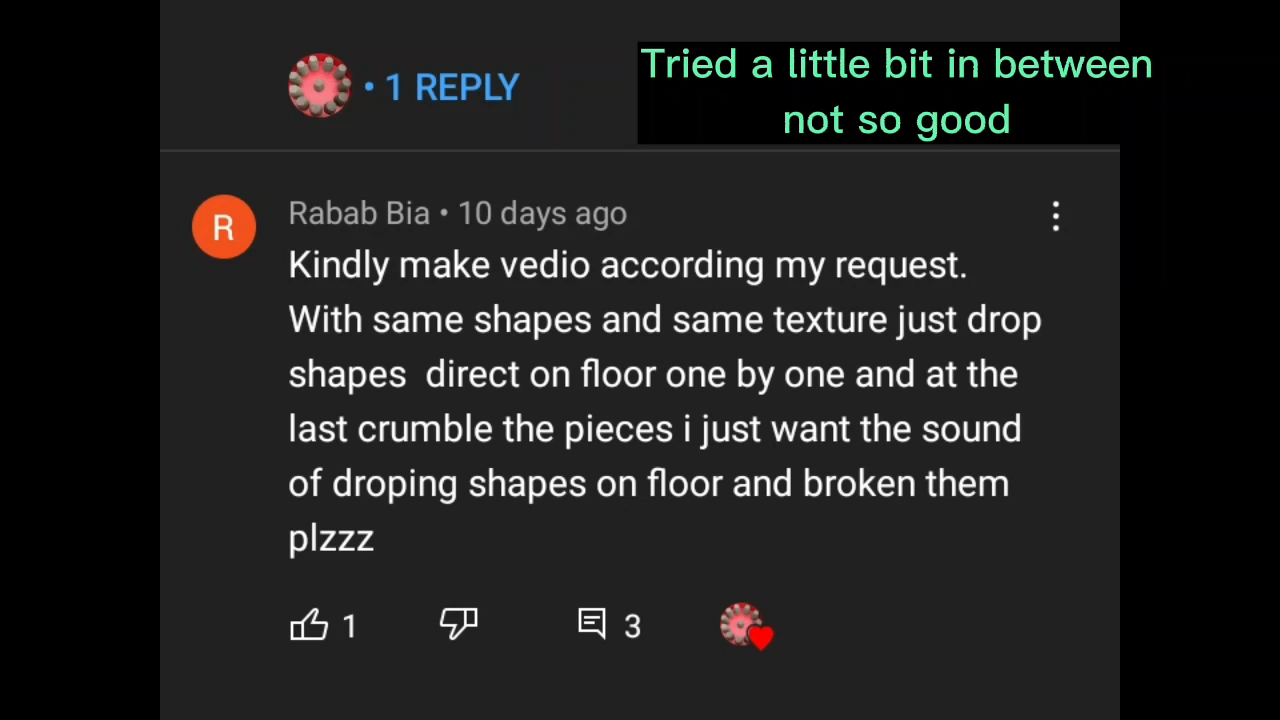 • 1 REPLY
Tried a little bit in between
not so good
R
Rabab Bia • 10 days ago
Kindly make vedio according my request.
With same shapes and same texture just drop
shapes  direct on floor one by one and at the
last crumble the pieces i just want the sound
of droping shapes on floor and broken them
plzzz
1
3